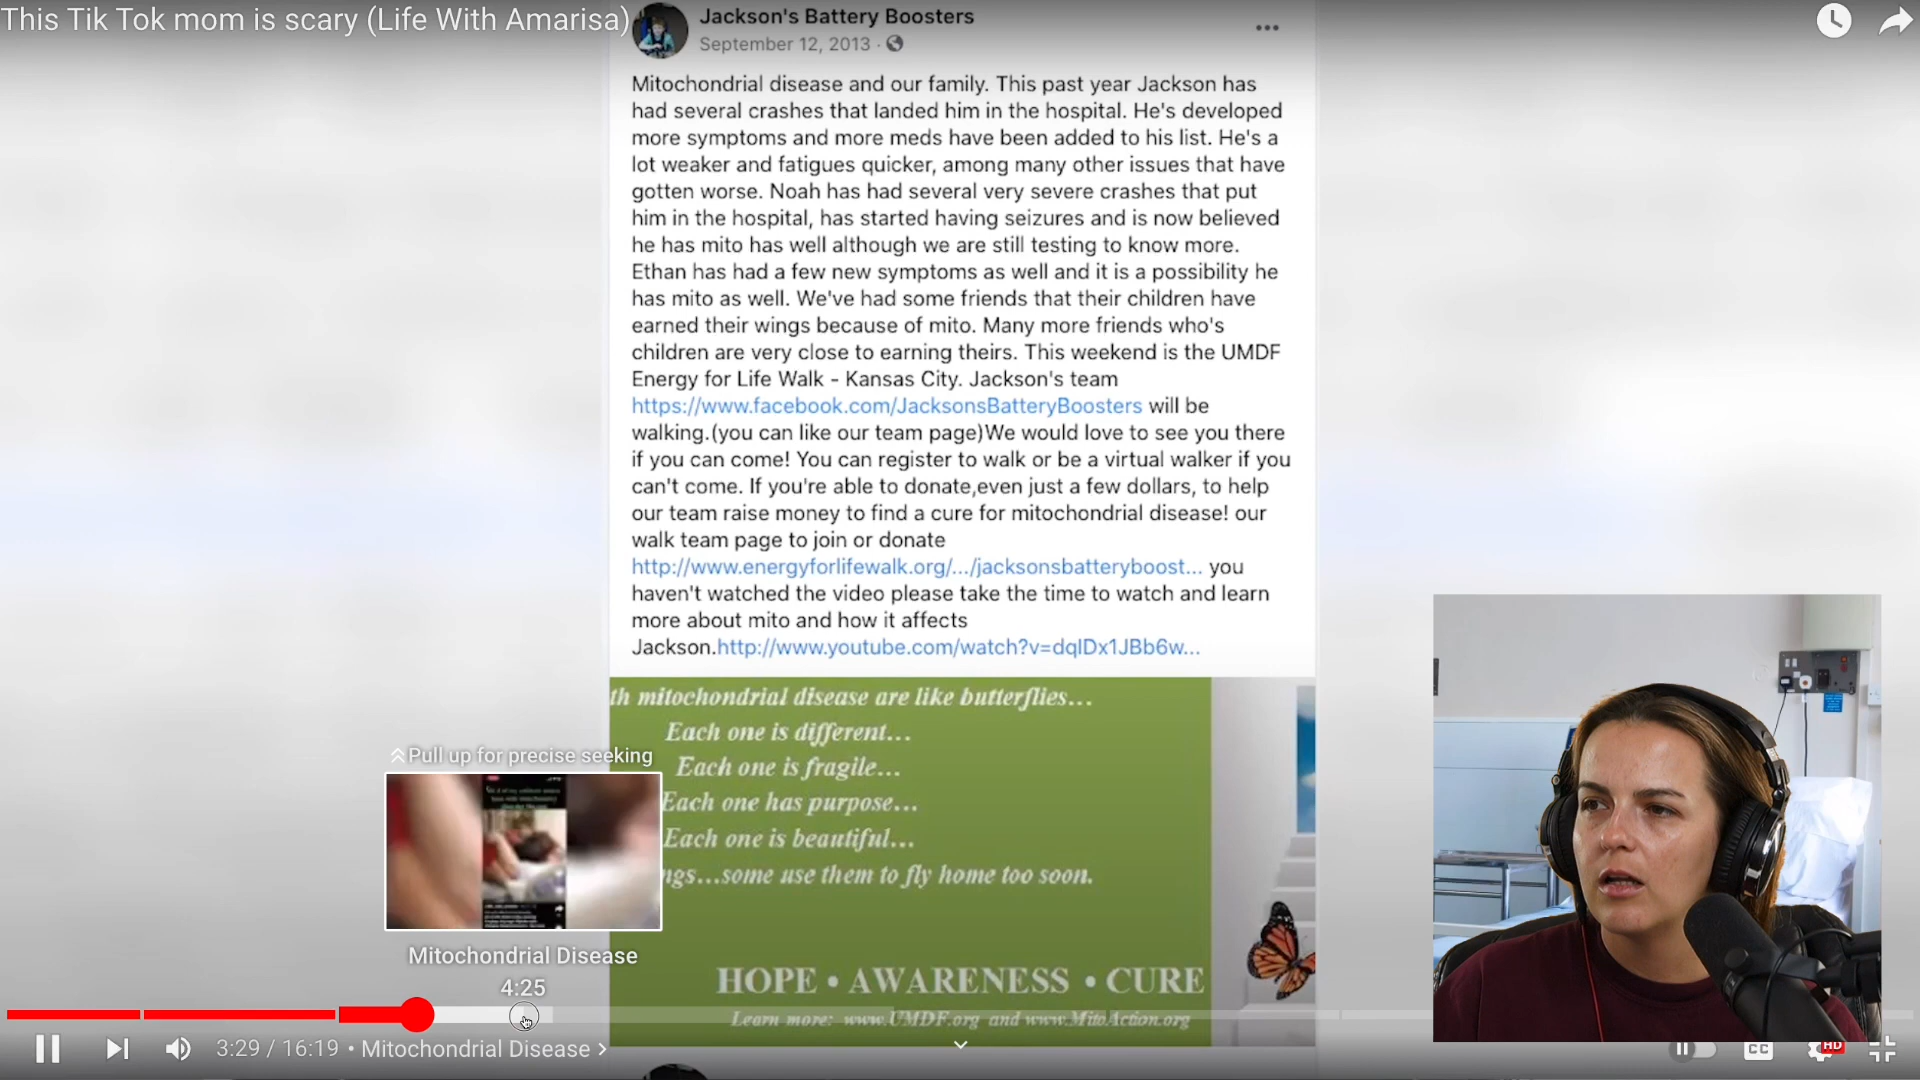 This Tik Tok mom is scary (Life With Amarisa)
Jackson's Battery Boosters
September 12, 2013 ·
Mitochondrial disease and our family. This past year Jackson has
had several crashes that landed him in the hospital. He's developed
more symptoms and more meds have been added to his list. He's a
lot weaker and fatigues quicker, among many other issues that have
gotten worse. Noah has had several very severe crashes that put
him in the hospital, has started having seizures and is now believed
he has mito has well although we are still testing to know more.
Ethan has had a few new symptoms as well and it is a possibility he
has mito as well. We've had some friends that their children have
earned their wings because of mito. Many more friends who's
children are very close to earning theirs. This weekend is the UMDF
Energy for Life Walk - Kansas City. Jackson's team
https://www.facebook.com/JacksonsBatteryBoosters will be
walking.(you can like our team page)We would love to see you there
if you can come! You can register to walk or be a virtual walker if you
can't come. If you're able to donate,even just a few dollars, to help
our team raise money to find a cure for mitochondrial disease! our
walk team page to join or donate
http://www.energyforlifewalk.org/.../jacksonsbatteryboost... you
haven't watched the video please take the time to watch and learn
more about mito and how it affects
Jackson.http://www.youtube.com/watch?v=dqlDx1JBb6w...
th mitochondrial disease are like butterflies...
Each one is different...
Each one is fragile...
Each one has purpose...
Each one is beautiful...
ngs...some use them to fly home too soon.
HOPE • AWARENESS • CURE
Learn more: www.UMDF.org and www.MitoAction.org
Pull up for precise seeking
Mitochondrial Disease
4:25
3:29 / 16:19 • Mitochondrial Disease >
CC
HD